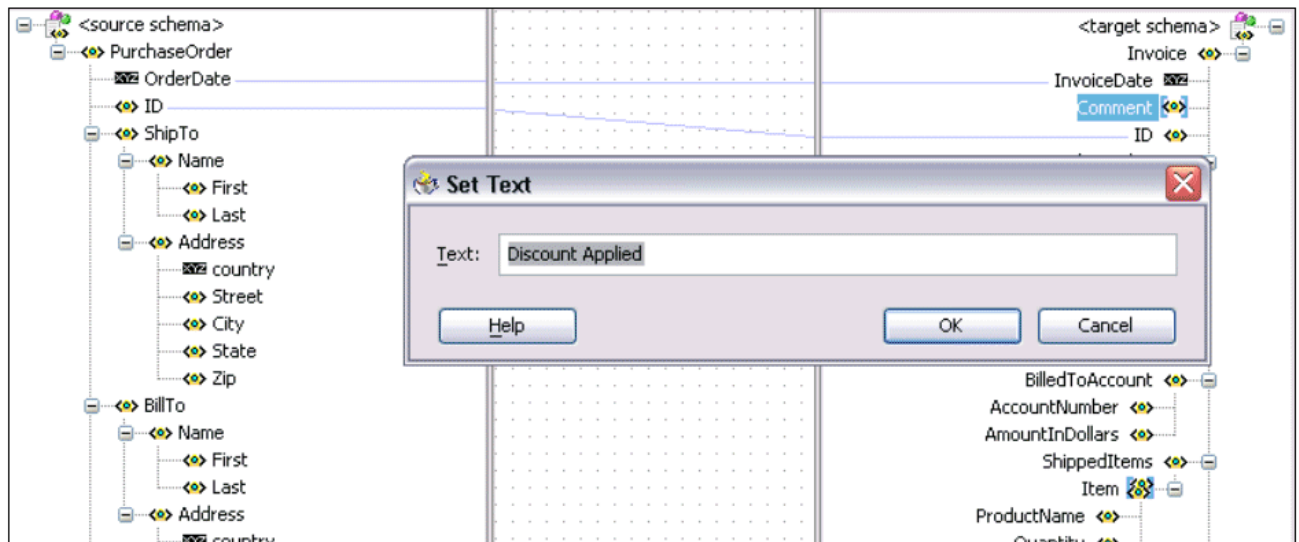 <source schema>
PurchaseOrder
OrderDate
ID
ShipTo
Name
First
Last
Address
country
Street
City
State
Zip
BillTo
Name
First
Last
Address
country
<target schema>
Invoice
InvoiceDate
Comment
ID
Set Text
Text: Discount Applied
Help OK Cancel
BilledToAccount
AccountNumber
AmountInDollars
ShippedItems
Item
ProductName
Quantity